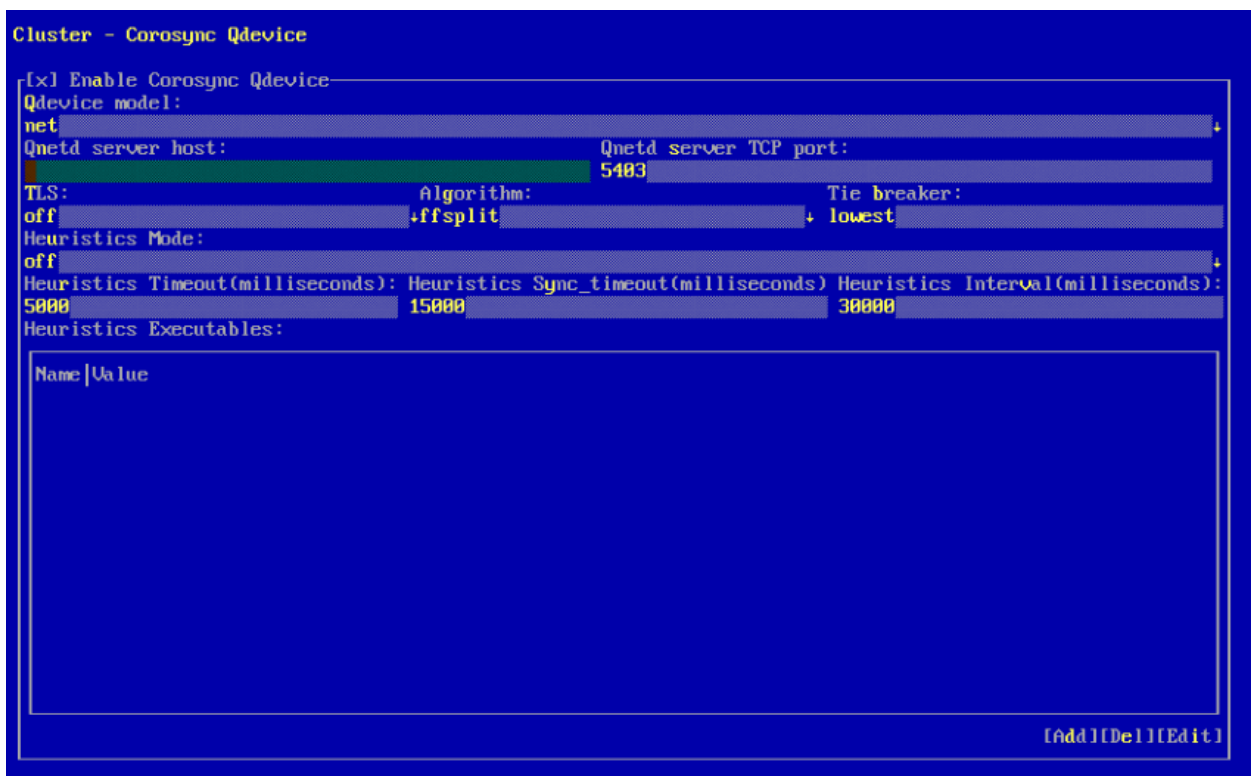 Cluster - Corosync Qdevice
[x] Enable Corosync Qdevice
Qdevice model:
net ↓
Qnetd server host: Qnetd server TCP port:
5403
TLS: Algorithm: Tie breaker:
off ↓ffsplit ↓ lowest
Heuristics Mode:
off ↓
Heuristics Timeout(milliseconds): Heuristics Sync_timeout(milliseconds) Heuristics Interval(milliseconds):
5000 15000 30000
Heuristics Executables:
Name|Value
[Add][Del][Edit]